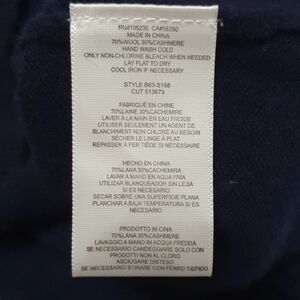 RN#105230 CA#56350
MADE IN CHINA
70%WOOL 30%CASHMERE
HAND WASH COLD
ONLY NON-CHLORINE BLEACH WHEN NEEDED
LAY FLAT TO DRY
COOL IRON IF NECESSARY
STYLE B63-S168
CUT 513673
FABRIQUÉ EN CHINE
70%LAINE 30%CACHEMIRE
LAVER À LA MAIN EN EAU FROIDE
UTILISER SEULEMENT UN AGENT DE
BLANCHIMENT NON CHLORÉ AU BESOIN
SÉCHER LE LINGE À PLAT
REPASSER À FER TIÈDE SI NÉCESSAIRE
HECHO EN CHINA
70%LANA 30%CACHEMIRA
LAVAR A MANO EN AGUA FRIA
UTILIZAR BLANQUEADOR SIN LEJIA
SI ES NECESARIO
SECAR SOBRE UNA SUPERFICIE PLANA
PLANCHAR A BAJA TEMPERATURA SI ES
NECESARIO
PRODOTTO IN CINA
70%LANA 30%CACHEMIRE
LAVAGGIO A MANO IN ACQUA FREDDA
SE NECESSARIO CANDEGGIARE SOLO CON
PRODOTTI NON AL CLORO
ASCIUGARE DISTESO
SE NECESSARIO STIRARE CON FERRO TIEPIDO